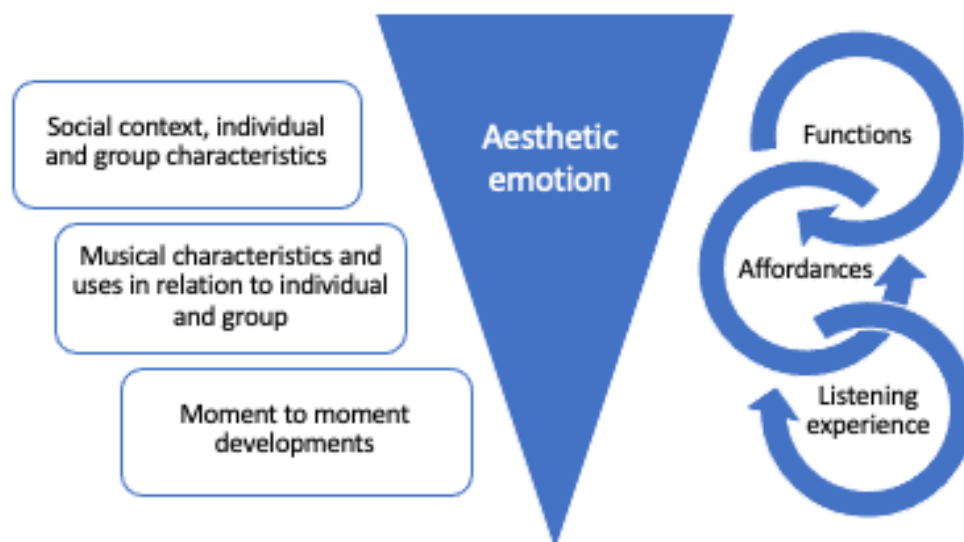 Social context, individual
and group characteristics
Musical characteristics and
uses in relation to individual
and group
Moment to moment
developments
Aesthetic
emotion
Functions
Affordances
Listening
experience